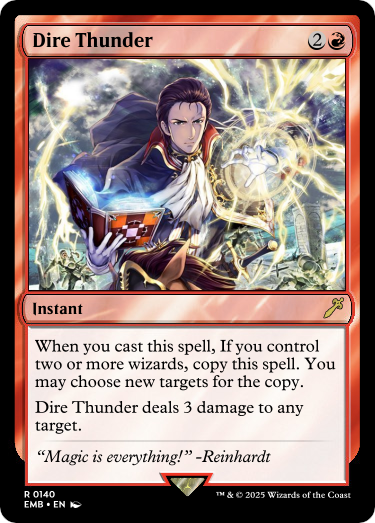 Dire Thunder
2
Instant
When you cast this spell, If you control
two or more wizards, copy this spell. You
may choose new targets for the copy.
Dire Thunder deals 3 damage to any
target.
“Magic is everything!” -Reinhardt
R 0140
EMB • EN
™ & © 2025 Wizards of the Coast